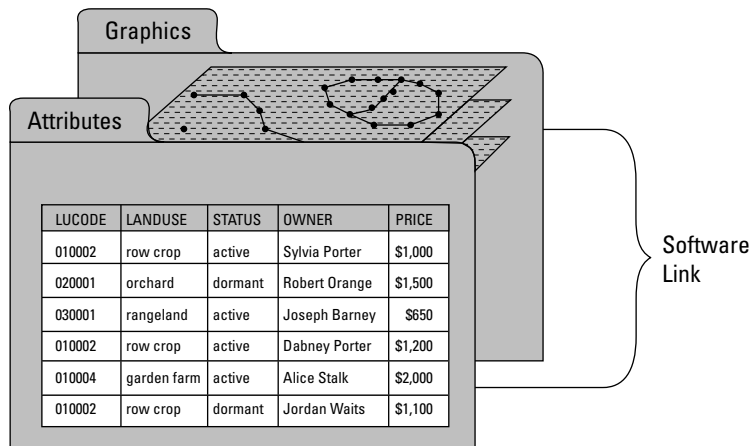 Graphics
Attributes
LUCODE LANDUSE STATUS OWNER PRICE
010002 row crop active Sylvia Porter $1,000
020001 orchard dormant Robert Orange $1,500
030001 rangeland active Joseph Barney $650
010002 row crop active Dabney Porter $1,200
010004 garden farm active Alice Stalk $2,000
010002 row crop dormant Jordan Waits $1,100
Software
Link